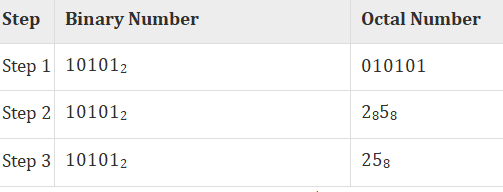 Step Binary Number Octal Number
Step 1 10101₂ 010101
Step 2 10101₂ 2₈5₈
Step 3 10101₂ 25₈